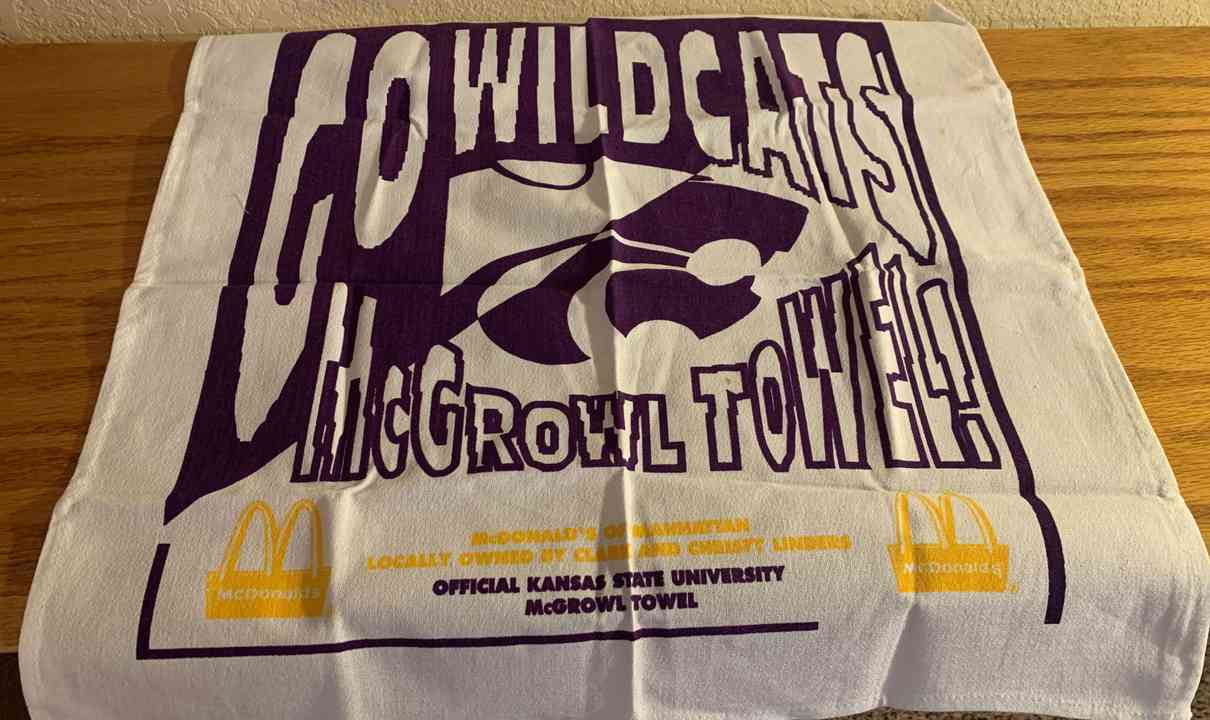 GO WILDCATS
McGROWL TOWEL!
McDONALD'S OF MANHATTAN
LOCALLY OWNED BY CLARK AND CHRISTY LINDERS
OFFICIAL KANSAS STATE UNIVERSITY
McGROWL TOWEL
McDonald's
McDonald's